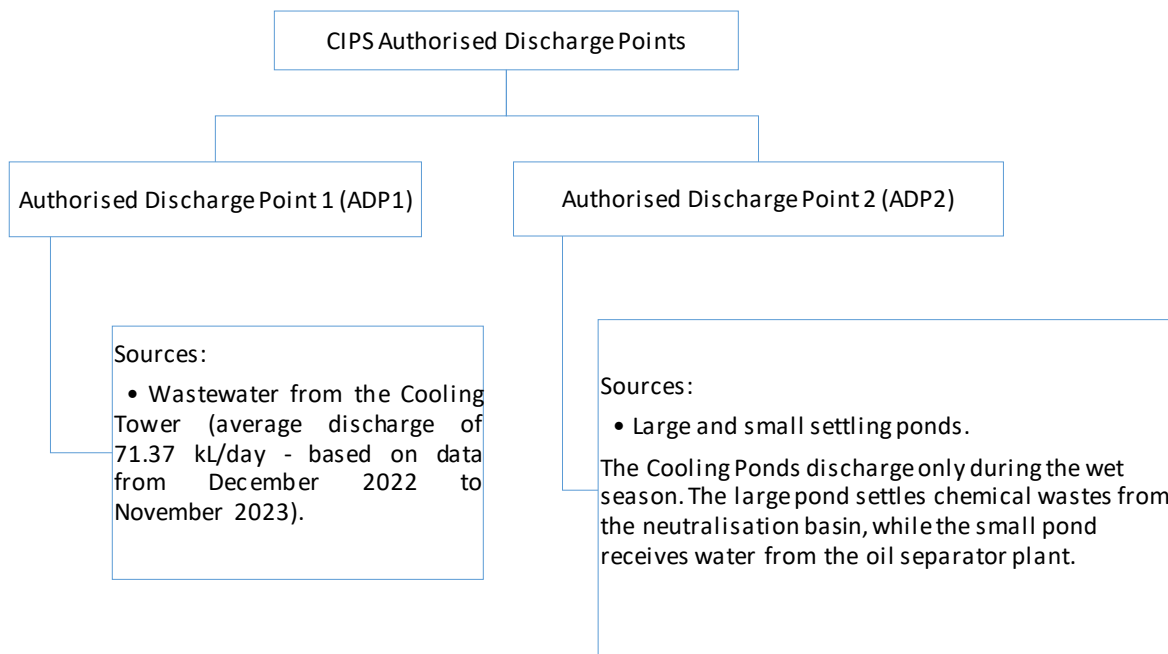 CIPS Authorised Discharge Points
Authorised Discharge Point 1 (ADP1)
Authorised Discharge Point 2 (ADP2)
Sources:
• Wastewater from the Cooling
Tower (average discharge of
71.37 kL/day - based on data
from December 2022 to
November 2023).
Sources:
• Large and small settling ponds.
The Cooling Ponds discharge only during the wet
season. The large pond settles chemical wastes from
the neutralisation basin, while the small pond
receives water from the oil separator plant.